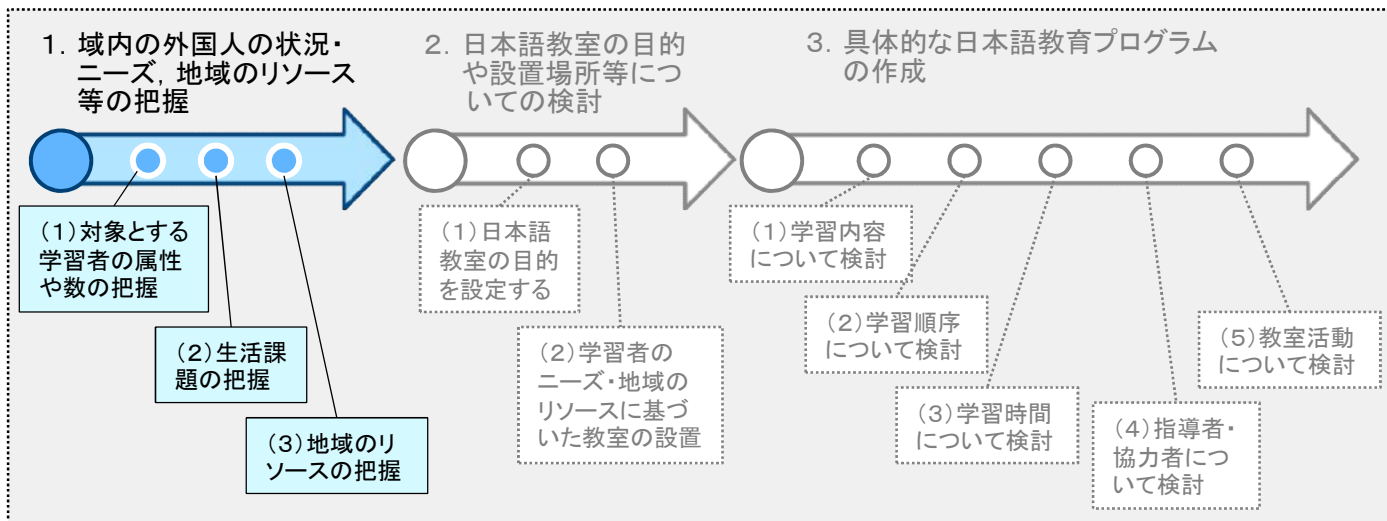 １．域内の外国人の状況・
ニーズ，地域のリソース
等の把握
（１）対象とする
学習者の属性
や数の把握
（２）生活課
題の把握
（３）地域のリ
ソースの把握
２．日本語教室の目的
や設置場所等につ
いての検討
（１）日本語
教室の目的
を設定する
（２）学習者の
ニーズ・地域の
リソースに基づ
いた教室の設置
３．具体的な日本語教育プログラム
の作成
（１）学習内容
について検討
（２）学習順序
について検討
（３）学習時間
について検討
（４）指導者・
協力者につ
いて検討
（５）教室活動
について検討